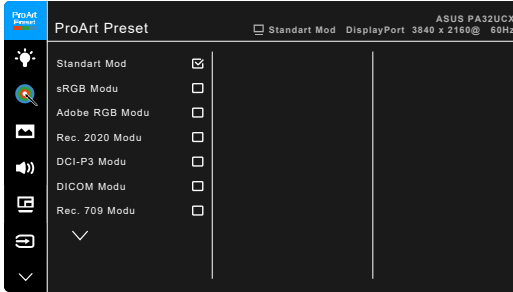 ProArt
Preset
ProArt Preset
ASUS PA32UCX
Standart Mod DisplayPort 3840 x 2160@ 60Hz
Standart Mod
sRGB Modu
Adobe RGB Modu
Rec. 2020 Modu
DCI-P3 Modu
DICOM Modu
Rec. 709 Modu